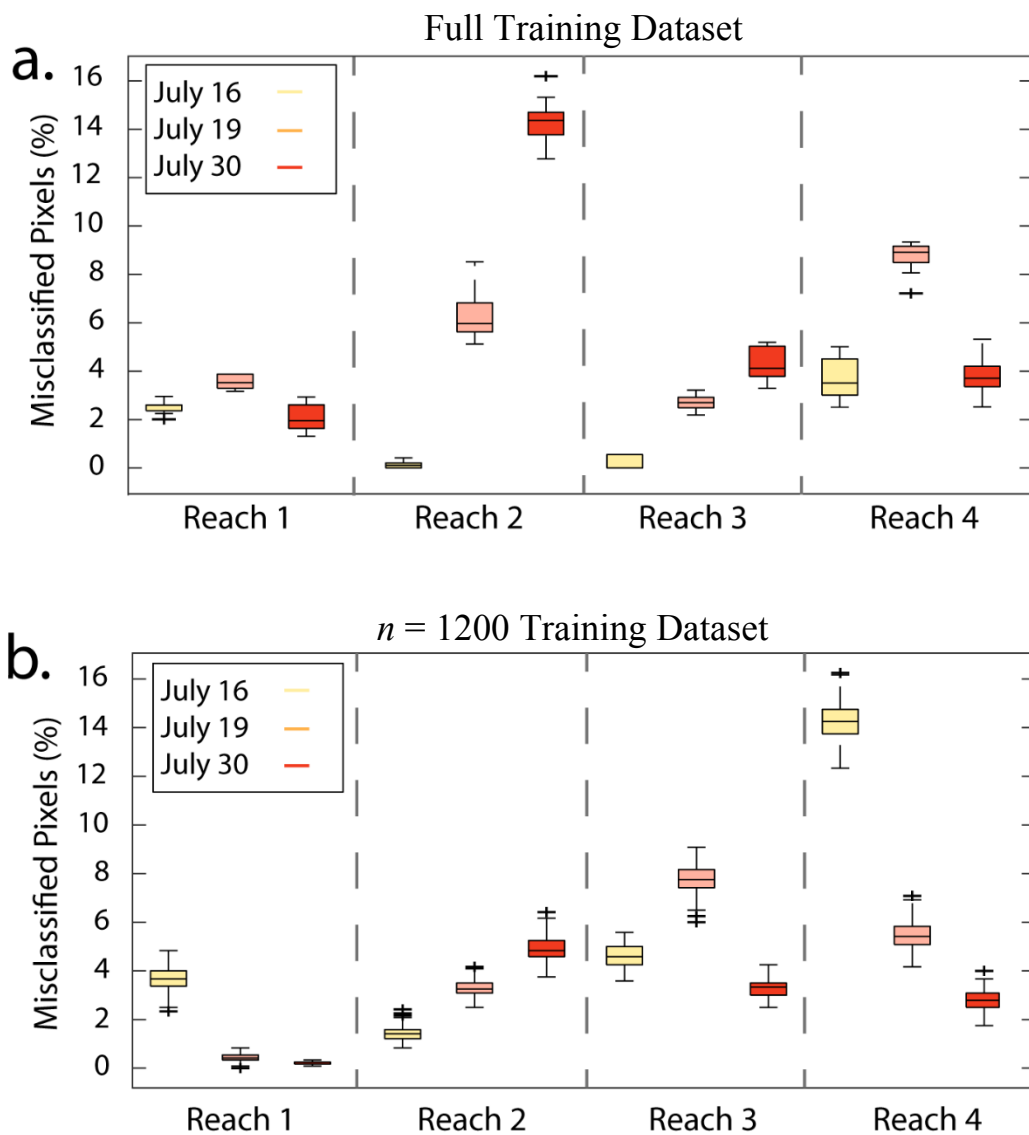 Full Training Dataset
a.
Misclassified Pixels (%)
16
14
12
10
8
6
4
2
0
July 16
July 19
July 30
Reach 1
Reach 2
Reach 3
Reach 4
n = 1200 Training Dataset
b.
Misclassified Pixels (%)
16
14
12
10
8
6
4
2
0
July 16
July 19
July 30
Reach 1
Reach 2
Reach 3
Reach 4